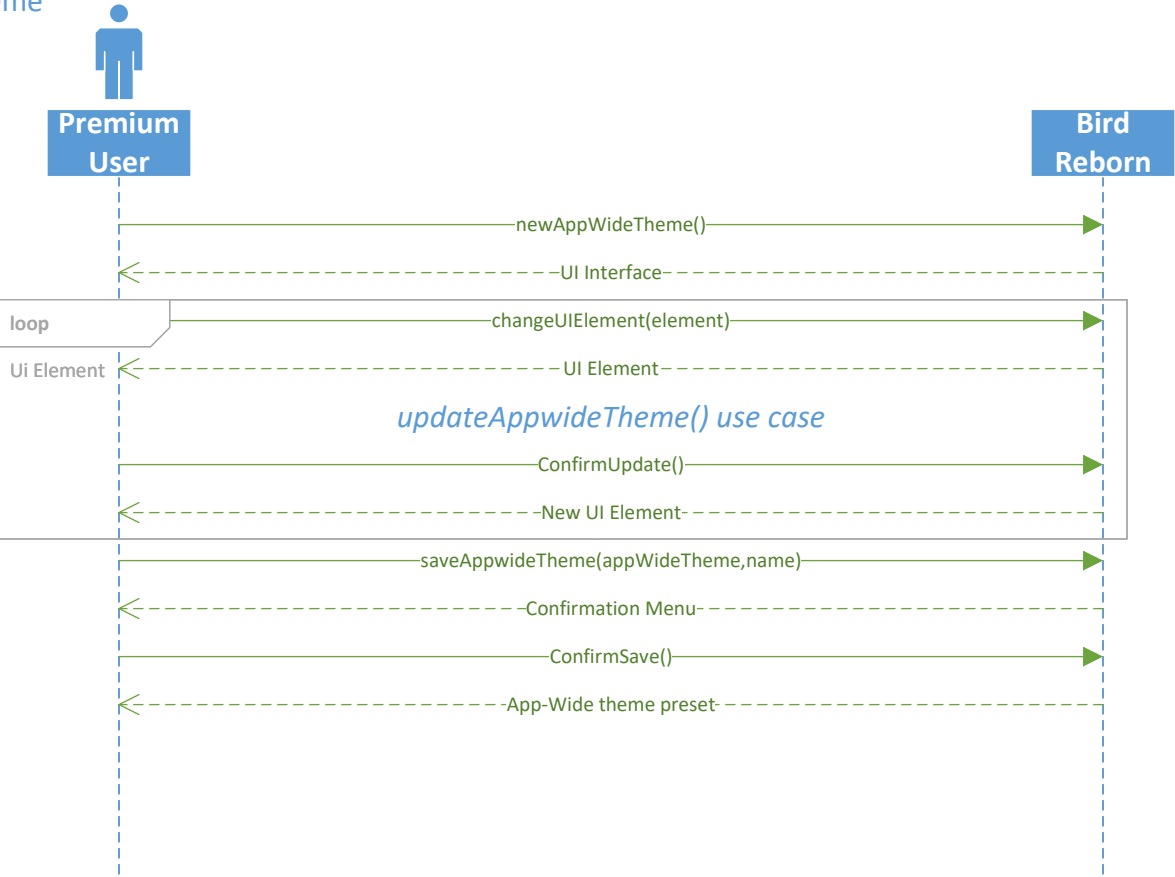 Premium
User
Bird
Reborn
newAppWideTheme()
UI Interface
loop
changeUIElement(element)
Ui Element
UI Element
updateAppwideTheme() use case
ConfirmUpdate()
New UI Element
saveAppwideTheme(appWideTheme,name)
Confirmation Menu
ConfirmSave()
App-Wide theme preset